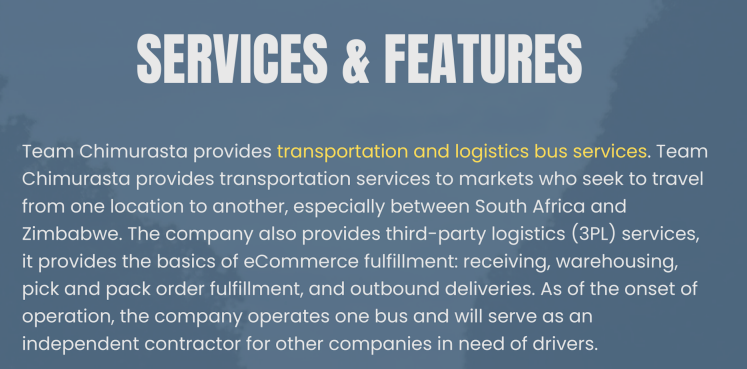 SERVICES & FEATURES
Team Chimurasta provides transportation and logistics bus services. Team
Chimurasta provides transportation services to markets who seek to travel
from one location to another, especially between South Africa and
Zimbabwe. The company also provides third-party logistics (3PL) services,
it provides the basics of eCommerce fulfillment: receiving, warehousing,
pick and pack order fulfillment, and outbound deliveries. As of the onset of
operation, the company operates one bus and will serve as an
independent contractor for other companies in need of drivers.